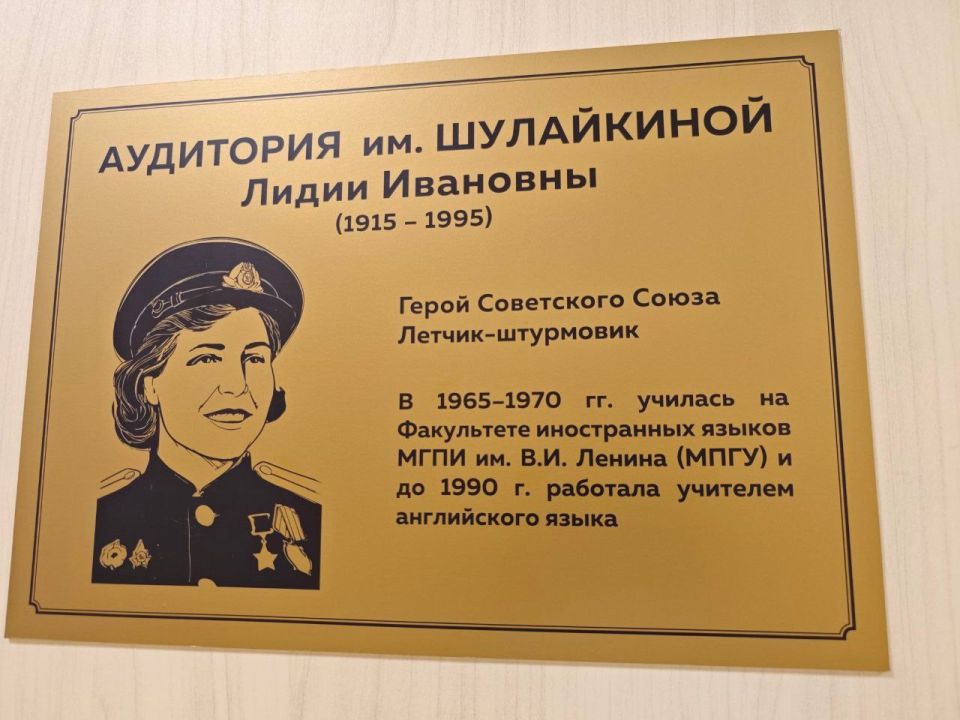 АУДИТОРИЯ им. ШУЛАЙКИНОЙ
Лидии Ивановны
(1915 – 1995)
Герой Советского Союза
Летчик-штурмовик
В 1965–1970 гг. училась на
Факультете иностранных языков
МГПИ им. В.И. Ленина (МПГУ) и
до 1990 г. работала учителем
английского языка